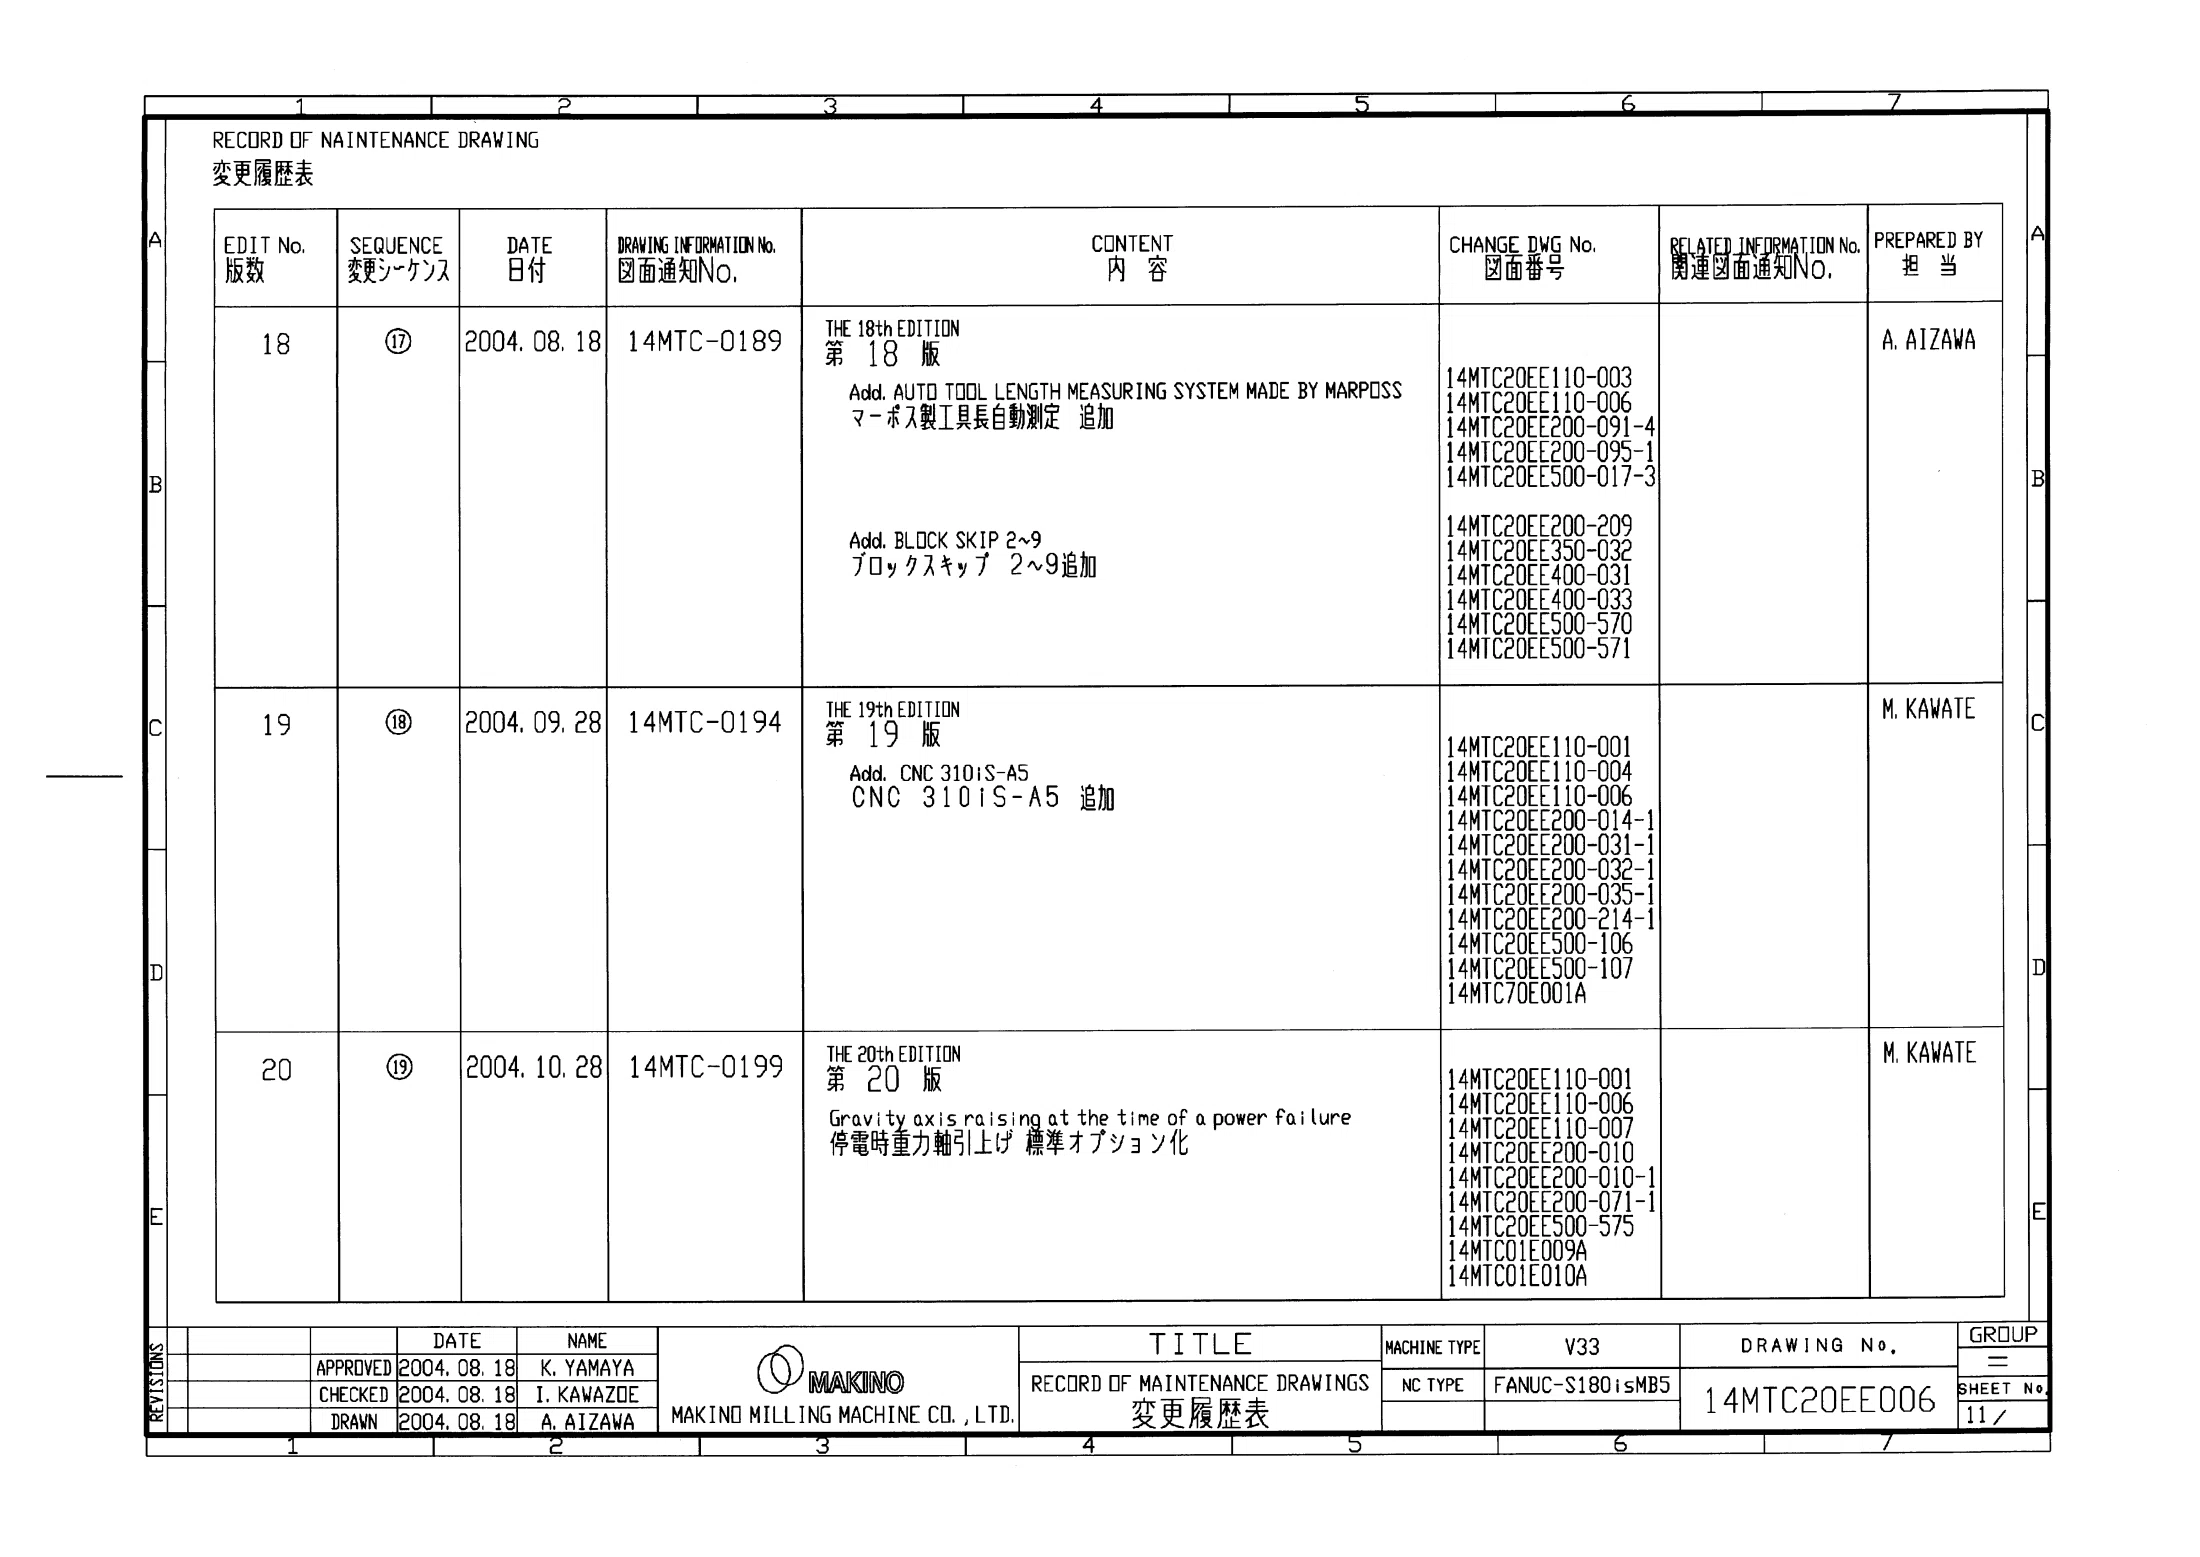 1 2 3 4 5 6 7
RECORD OF NAINTENANCE DRAWING
変更履歴表
EDIT No. SEQUENCE DATE DRAWING INFORMATION No. CONTENT CHANGE DWG No. RELATED INFORMATION No. PREPARED BY
版数 変更シーケンス 日付 図面通知No. 内 容 図面番号 関連図面通知No. 担 当
18 ⑰ 2004.08.18 14MTC-0189 THE 18th EDITION A. AIZAWA
第 18 版
Add. AUTO TOOL LENGTH MEASURING SYSTEM MADE BY MARPOSS
マーポス製工具長自動測定 追加
14MTC20EE110-003
14MTC20EE110-006
14MTC20EE200-091-4
14MTC20EE200-095-1
14MTC20EE500-017-3
Add. BLOCK SKIP 2~9
ブロックスキップ 2~9追加
14MTC20EE200-209
14MTC20EE350-032
14MTC20EE400-031
14MTC20EE400-033
14MTC20EE500-570
14MTC20EE500-571
19 ⑱ 2004.09.28 14MTC-0194 THE 19th EDITION M. KAWATE
第 19 版
Add. CNC 310iS-A5
CNC 310iS-A5 追加
14MTC20EE110-001
14MTC20EE110-004
14MTC20EE110-006
14MTC20EE200-014-1
14MTC20EE200-031-1
14MTC20EE200-032-1
14MTC20EE200-035-1
14MTC20EE200-214-1
14MTC20EE500-106
14MTC20EE500-107
14MTC70E001A
20 ⑲ 2004.10.28 14MTC-0199 THE 20th EDITION M. KAWATE
第 20 版
Gravity axis raising at the time of a power failure
停電時重力軸引上げ 標準オプション化
14MTC20EE110-001
14MTC20EE110-006
14MTC20EE110-007
14MTC20EE200-010
14MTC20EE200-010-1
14MTC20EE200-071-1
14MTC20EE500-575
14MTC01E009A
14MTC01E010A
A A
B B
C C
D D
E E
REVISIONS
DATE NAME
APPROVED 2004.08.18 K. YAMAYA
CHECKED 2004.08.18 I. KAWAZOE
DRAWN 2004.08.18 A. AIZAWA
MAKINO
MAKINO MILLING MACHINE CO.,LTD.
TITLE
RECORD OF MAINTENANCE DRAWINGS
変更履歴表
MACHINE TYPE V33
NC TYPE FANUC-S180isMB5
DRAWING No.
14MTC20EE006
GROUP
=
SHEET No.
11/
1 2 3 4 5 6 7